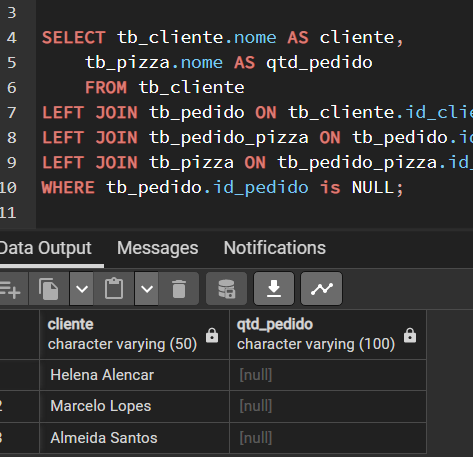 3
4 SELECT tb_cliente.nome AS cliente,
5 tb_pizza.nome AS qtd_pedido
6 FROM tb_cliente
7 LEFT JOIN tb_pedido ON tb_cliente.id_clie
8 LEFT JOIN tb_pedido_pizza ON tb_pedido.id
9 LEFT JOIN tb_pizza ON tb_pedido_pizza.id_
10 WHERE tb_pedido.id_pedido is NULL;
11
Data Output Messages Notifications
cliente qtd_pedido
character varying (50) character varying (100)
Helena Alencar [null]
2 Marcelo Lopes [null]
3 Almeida Santos [null]